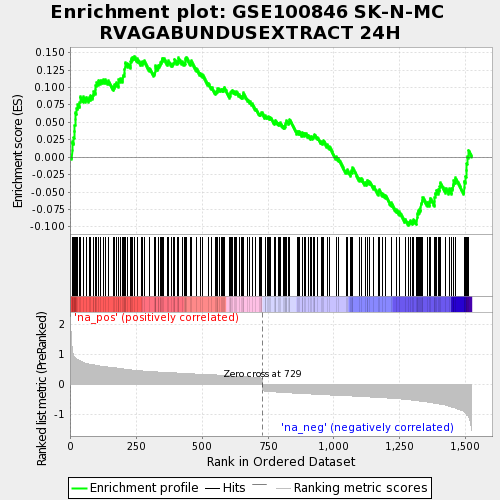 Enrichment plot: GSE100846 SK-N-MC
RVAGABUNDUSEXTRACT 24H
Enrichment score (ES)
0.150
0.125
0.100
0.075
0.050
0.025
0.000
-0.025
-0.050
-0.075
-0.100
'na_pos' (positively correlated)
Ranked list metric (PreRanked)
2
1
0
-1
Zero cross at 729
'na_neg' (negatively correlated)
0
250
500
750
1,000
1,250
1,500
Rank in Ordered Dataset
Enrichment profile
Hits
Ranking metric scores